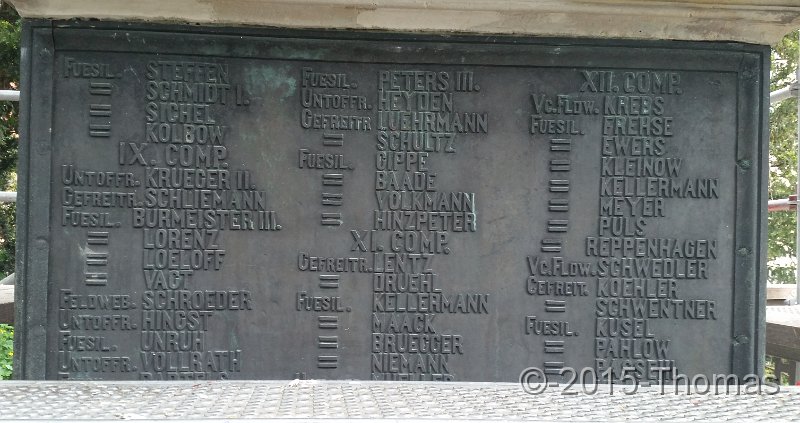 FUESIL. STEFFEN
= SCHMIDT I.
= SICHEL
= KOLBOW
IX. COMP.
UNTOFFR. KRUEGER II.
GEFREITR. SCHLIEMANN
FUESIL. BURMEISTER III.
= LORENZ
= LOELOFF
= VAGT
FELDWEB. SCHROEDER
UNTOFFR. HINGST
FUESIL. UNRUH
UNTOFFR. VOLLRATH
BARTELS
FUESIL. PETERS III.
UNTOFFR. HEYDEN
GEFREITR. LUEHRMANN
= SCHULTZ
FUESIL. GIPPE
= BAADE
= VOLKMANN
= HINZPETER
XI. COMP.
GEFREITR. LENTZ
= DRUEHL
FUESIL. KELLERMANN
= MAACK
= BRUEGGER
= NIEMANN
MUELLER
XII. COMP.
VC.FLDW. KREBS
FUESIL. FREHSE
= EWERS
= KLEINOW
= KELLERMANN
= MEYER
= PULS
= REPPENHAGEN
VC.FLDW. SCHWEDLER
GEFREIT. KOEHLER
= SCHWENTNER
FUESIL. KUSEL
= PAHLOW
© 2015 Thomas